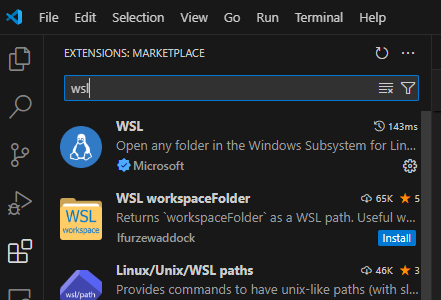 File Edit Selection View Go Run Terminal Help
EXTENSIONS: MARKETPLACE
wsl
WSL 143ms
Open any folder in the Windows Subsystem for Lin...
Microsoft
WSL workspaceFolder 65K 5
Returns `workspaceFolder` as a WSL path. Useful w...
lfurzewaddock Install
WSL
workspace
Linux/Unix/WSL paths 46K 3
Provides commands to have unix-like paths (with sl...
wsl/path